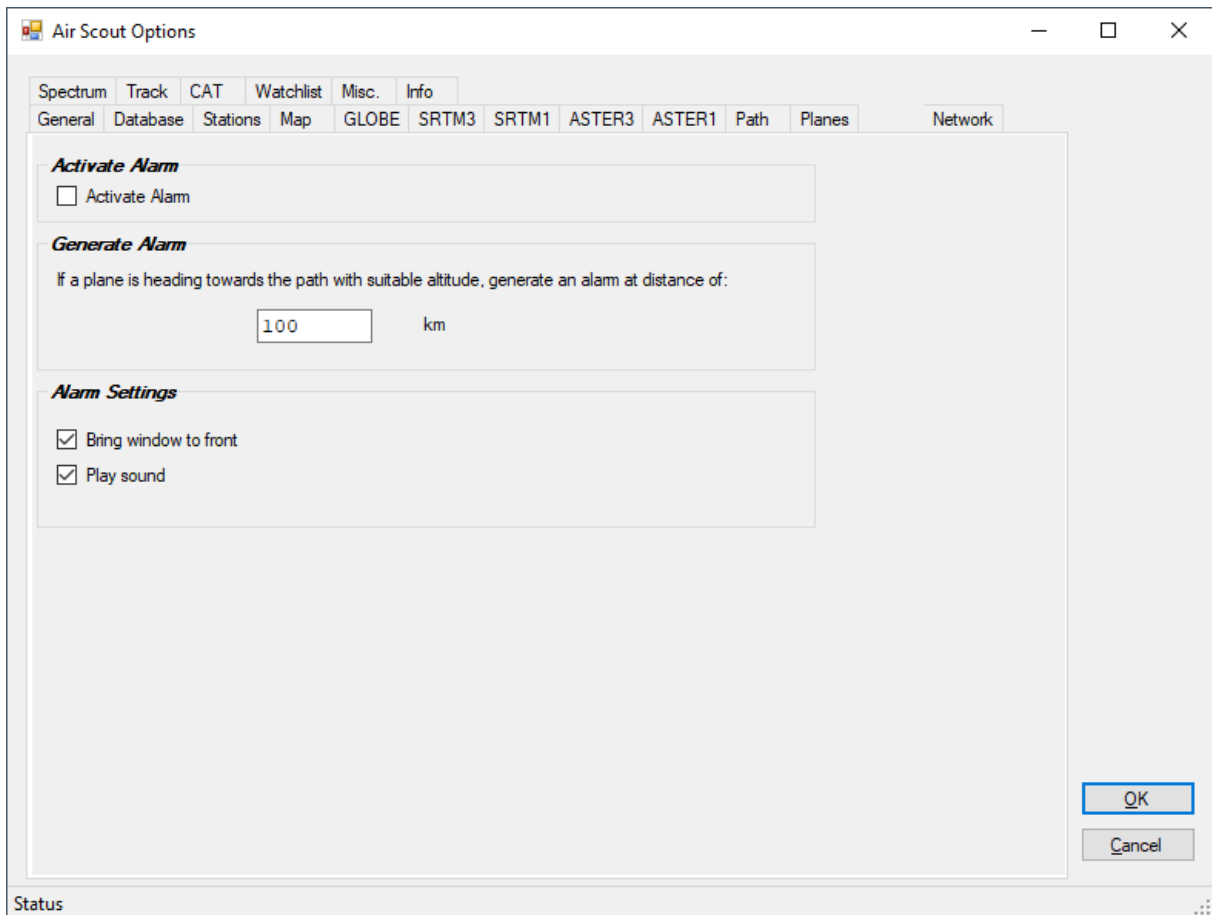 Air Scout Options
Spectrum Track CAT Watchlist Misc. Info
General Database Stations Map GLOBE SRTM3 SRTM1 ASTER3 ASTER1 Path Planes Network
Activate Alarm
Activate Alarm
Generate Alarm
If a plane is heading towards the path with suitable altitude, generate an alarm at distance of:
100 km
Alarm Settings
Bring window to front
Play sound
OK
Cancel
Status